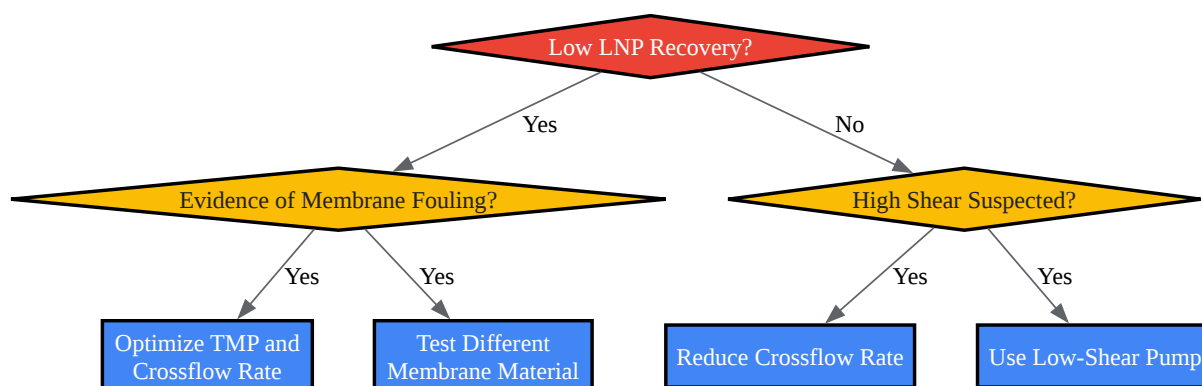 Low LNP Recovery?
Yes
No
Evidence of Membrane Fouling?
High Shear Suspected?
Yes
Yes
Yes
Yes
Optimize TMP and
Crossflow Rate
Test Different
Membrane Material
Reduce Crossflow Rate
Use Low-Shear Pump